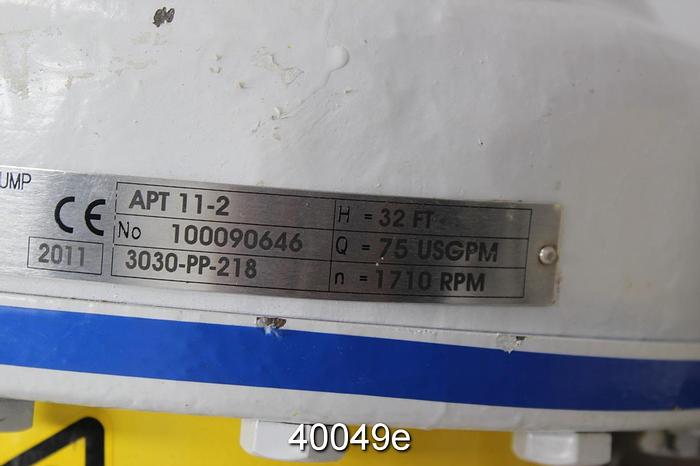 UMP
CE
2011
APT 11-2
No 100090646
3030-PP-218
H = 32 FT
Q = 75 USGPM
n = 1710 RPM
40049e